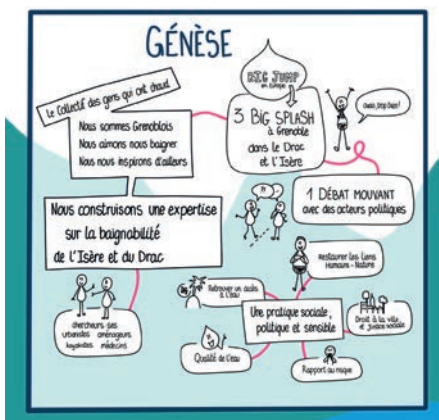 GÉNÈSE
Le Collectif des gens qui ont chaud
Nous sommes Grenoblois
Nous aimons nous baigner
Nous nous inspirons d'ailleurs
BIG JUMP
en Europe
3 BIG SPLASH
à Grenoble
dans le Drac
et l'Isère
1 DÉBAT MOUVANT
avec des acteurs politiques
Nous construisons une expertise
sur la baignabilité
de l'Isère et du Drac
chercheurs.ses
urbanistes aménageurs
kayakistes médecins
Restaurer les liens
Humains-Nature
Retrouver un accès
à l'eau
Une pratique sociale,
politique et sensible
Droit à la ville,
et justice sociale
Qualité de l'eau
Rapport au risque